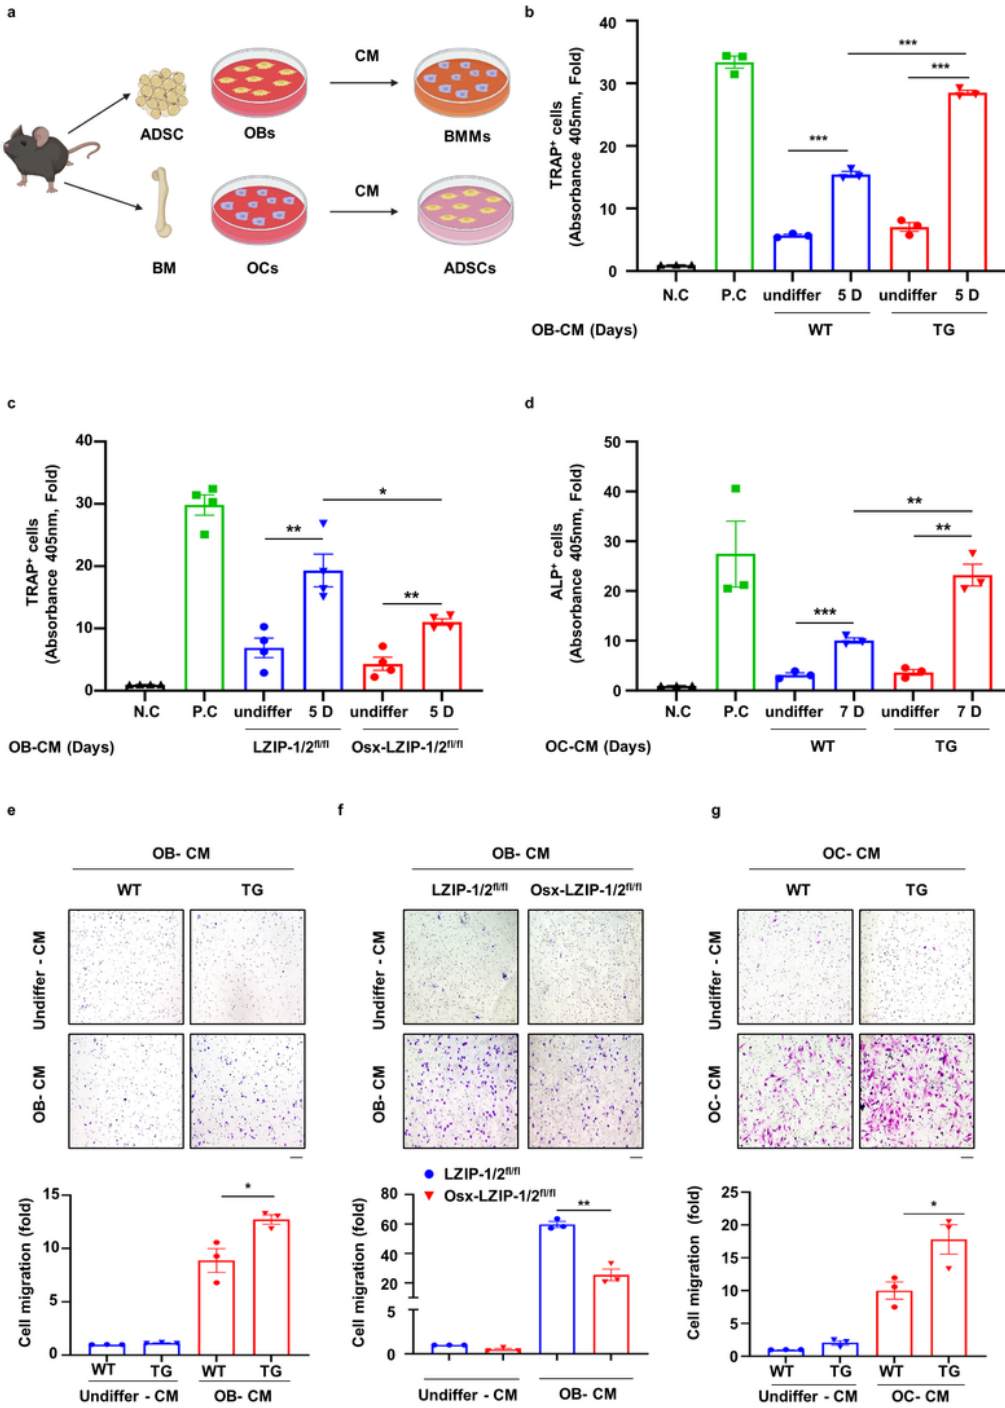 a
CM
ADSC
OBs
BMMs
CM
BM
OCs
ADSCs
b
TRAP⁺ cells
(Absorbance 405nm, Fold)
40
30
20
10
0
***
***
***
N.C P.C undiffer 5 D undiffer 5 D
OB-CM (Days) WT TG
c
TRAP⁺ cells
(Absorbance 405nm, Fold)
40
30
20
10
0
*
**
**
N.C P.C undiffer 5 D undiffer 5 D
OB-CM (Days) LZIP-1/2fl/fl Osx-LZIP-1/2fl/fl
d
ALP⁺ cells
(Absorbance 405nm, Fold)
50
40
30
20
10
0
**
**
***
N.C P.C undiffer 7 D undiffer 7 D
OC-CM (Days) WT TG
e
OB- CM
WT TG
Undiffer - CM
OB- CM
Cell migration (fold)
15
10
5
0
*
WT TG WT TG
Undiffer - CM OB- CM
f
OB- CM
LZIP-1/2fl/fl Osx-LZIP-1/2fl/fl
Undiffer - CM
OB- CM
LZIP-1/2fl/fl
Osx-LZIP-1/2fl/fl
Cell migration (fold)
80
60
40
20
5
0
**
Undiffer - CM OB- CM
g
OC- CM
WT TG
Undiffer - CM
OC- CM
Cell migration (fold)
25
20
15
10
5
0
*
WT TG WT TG
Undiffer - CM OC- CM